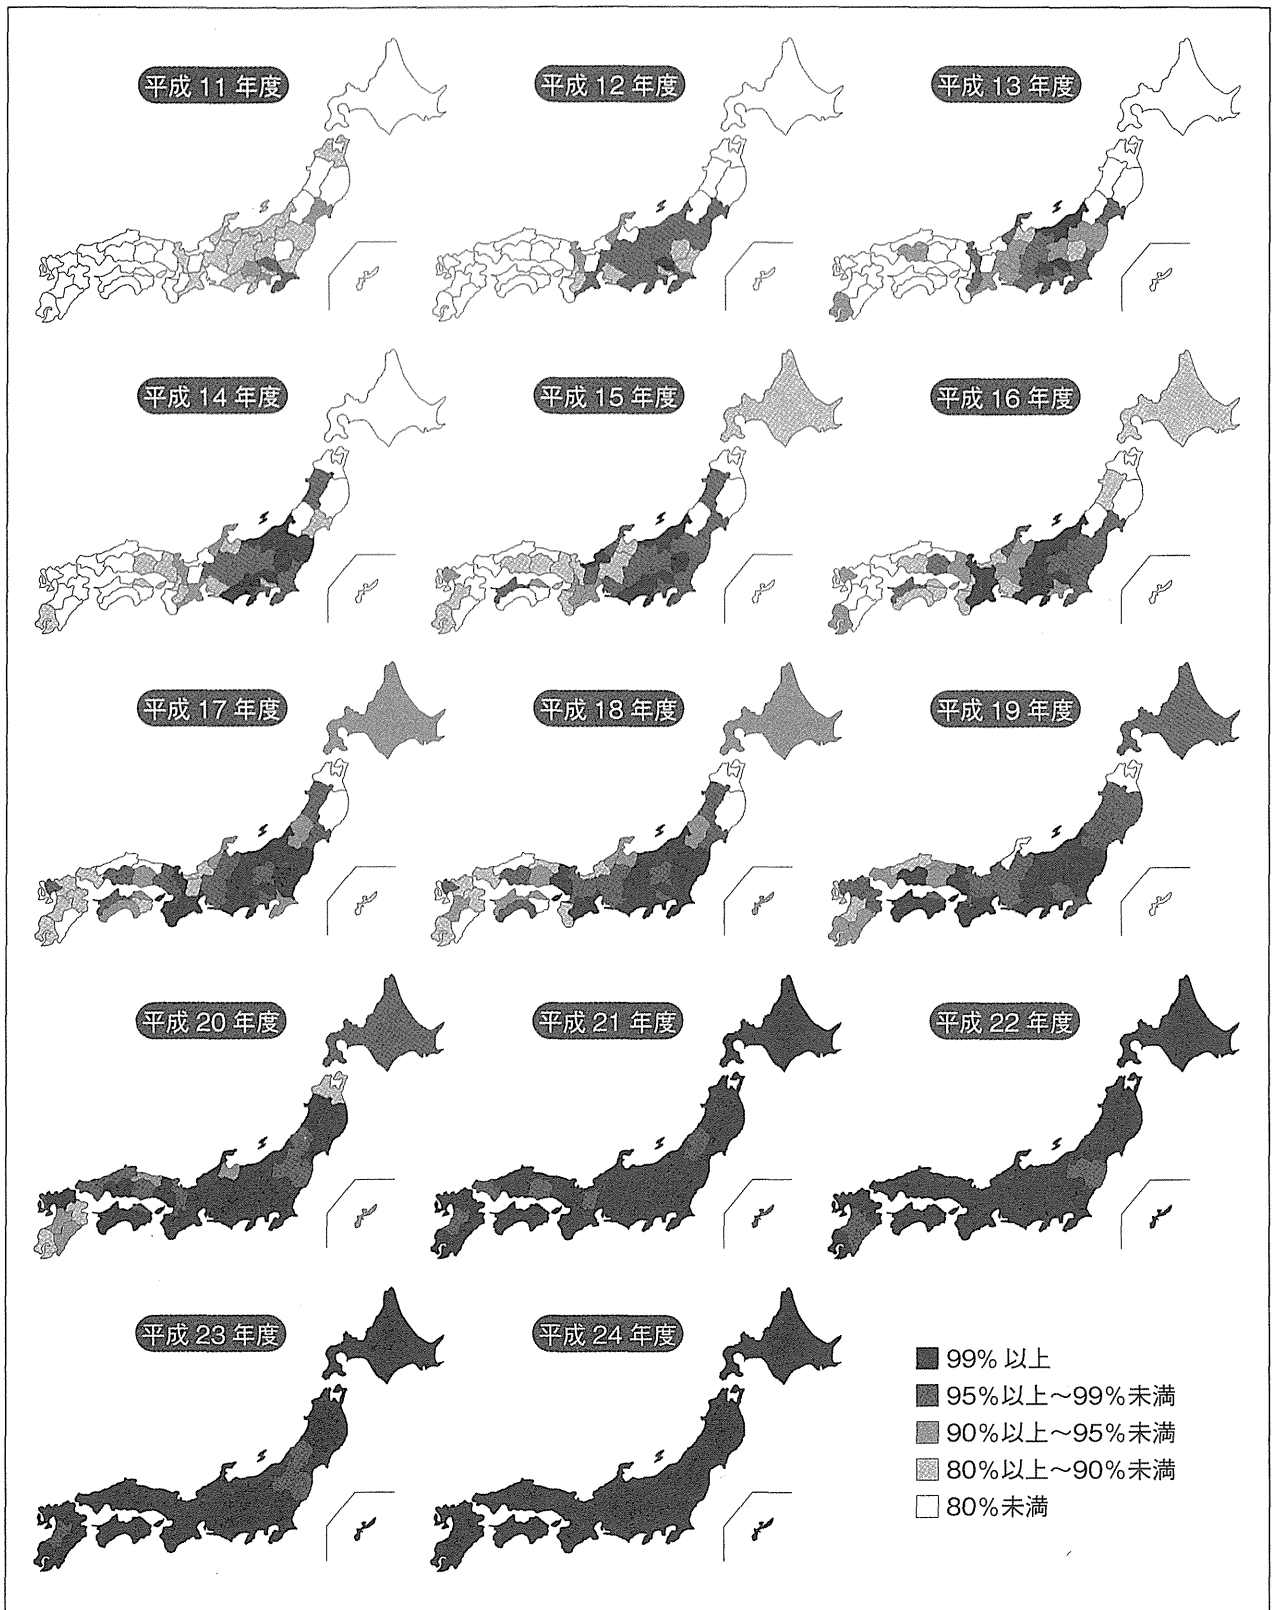 平成 11 年度
平成 12 年度
平成 13 年度
平成 14 年度
平成 15 年度
平成 16 年度
平成 17 年度
平成 18 年度
平成 19 年度
平成 20 年度
平成 21 年度
平成 22 年度
平成 23 年度
平成 24 年度
99% 以上
95%以上～99%未満
90%以上～95%未満
80%以上～90%未満
80%未満